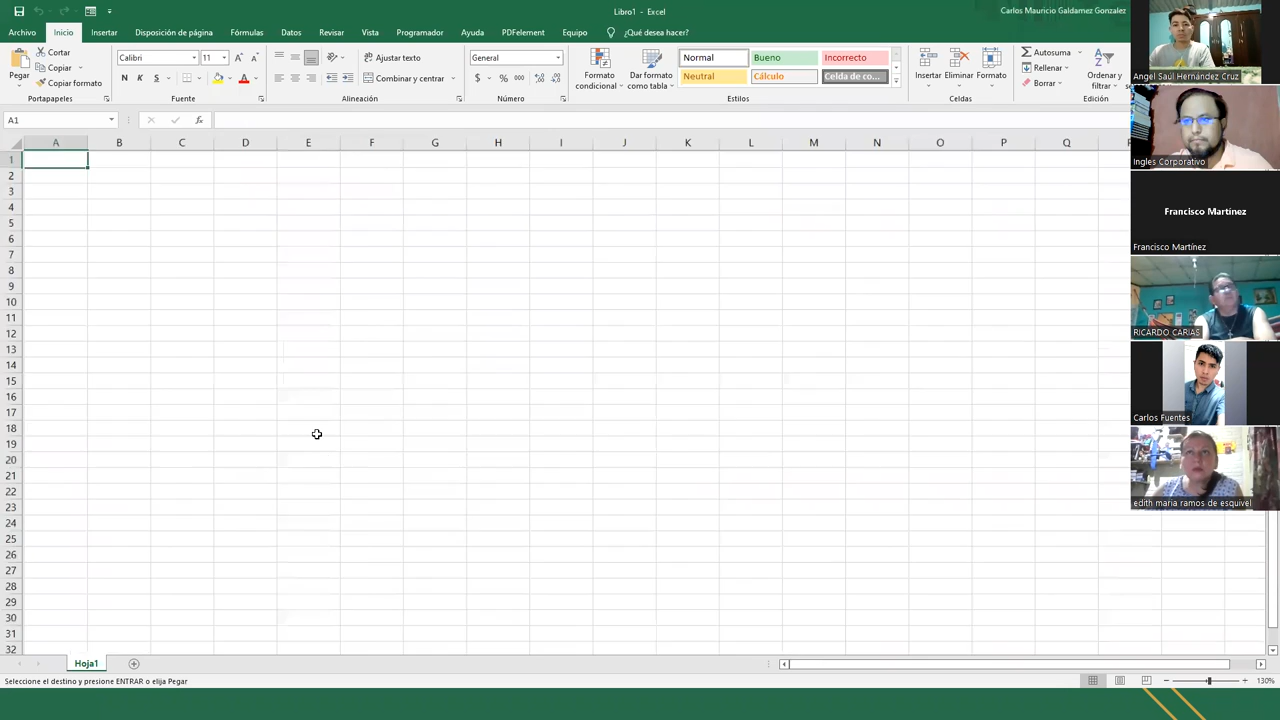 Libro1 - Excel
Carlos Mauricio Galdamez Gonzalez
Archivo Inicio Insertar Disposición de página Fórmulas Datos Revisar Vista Programador Ayuda PDFelement Equipo ¿Qué desea hacer?
Pegar
Cortar
Copiar
Copiar formato
Portapapeles
Calibri 11
N K S
Fuente
Ajustar texto
Combinar y centrar
Alineación
General
$ % 000
Número
Formato condicional
Dar formato como tabla
Normal Bueno Incorrecto
Neutral Cálculo Celda de co...
Estilos
Insertar Eliminar Formato
Celdas
Autosuma
Rellenar
Borrar
Ordenar y filtrar
Edición
A1
fx
A B C D E F G H I J K L M N O P Q
1
2
3
4
5
6
7
8
9
10
11
12
13
14
15
16
17
18
19
20
21
22
23
24
25
26
27
28
29
30
31
32
Hoja1
Seleccione el destino y presione ENTRAR o elija Pegar
130%
Angel Saúl Hernández Cruz
Ingles Corporativo
Francisco Martínez
Francisco Martínez
RICARDO CARIAS
Carlos Fuentes
edith maria ramos de esquivel